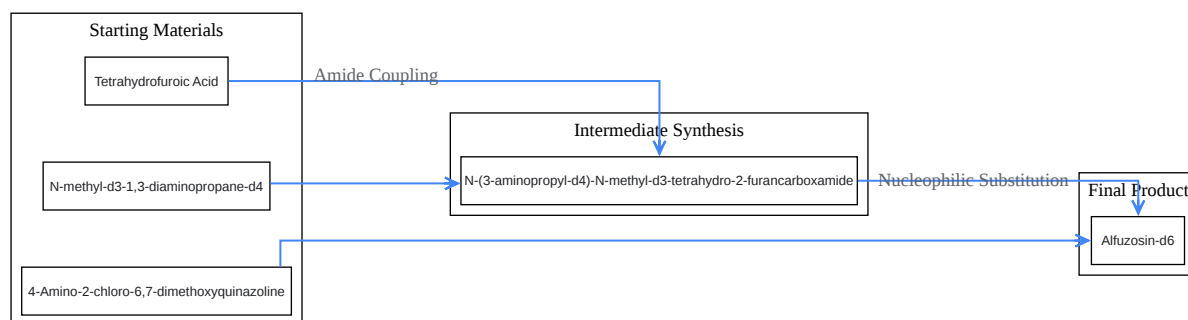 Starting Materials
Tetrahydrofuroic Acid
Amide Coupling
Intermediate Synthesis
N-methyl-d3-1,3-diaminopropane-d4
N-(3-aminopropyl-d4)-N-methyl-d3-tetrahydro-2-furancarboxamide
Nucleophilic Substitution
Final Product
Alfuzosin-d6
4-Amino-2-chloro-6,7-dimethoxyquinazoline